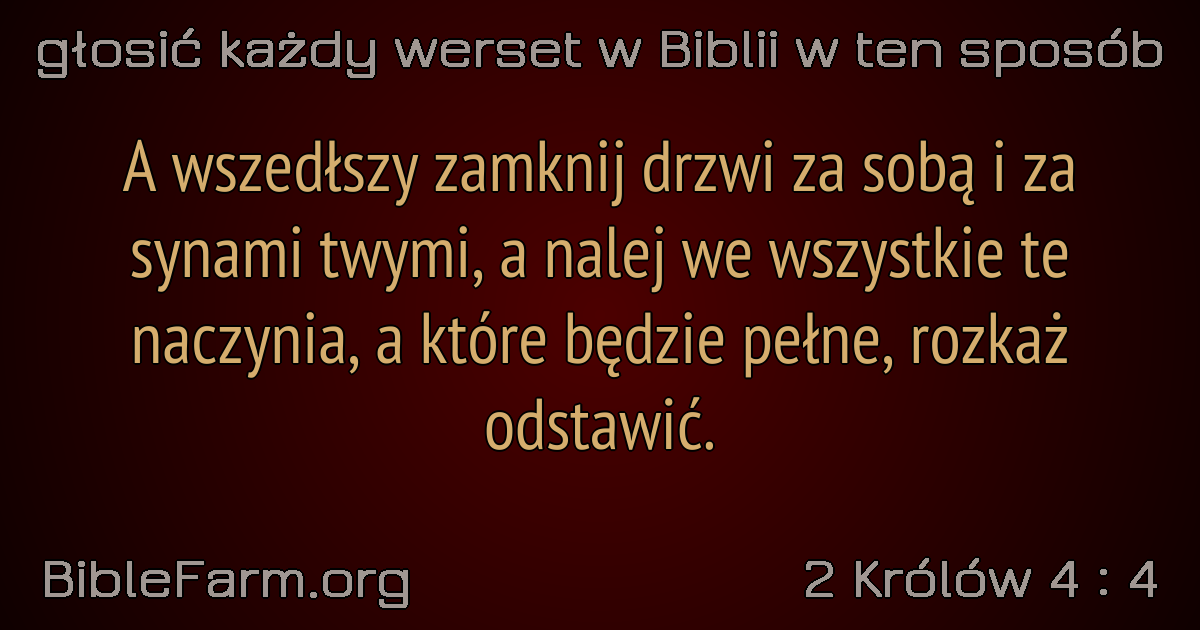 głosić każdy werset w Biblii w ten sposób
A wszedłszy zamknij drzwi za sobą i za
synami twymi, a nalej we wszystkie te
naczynia, a które będzie pełne, rozkaż
odstawić.
BibleFarm.org
2 Królów 4 : 4